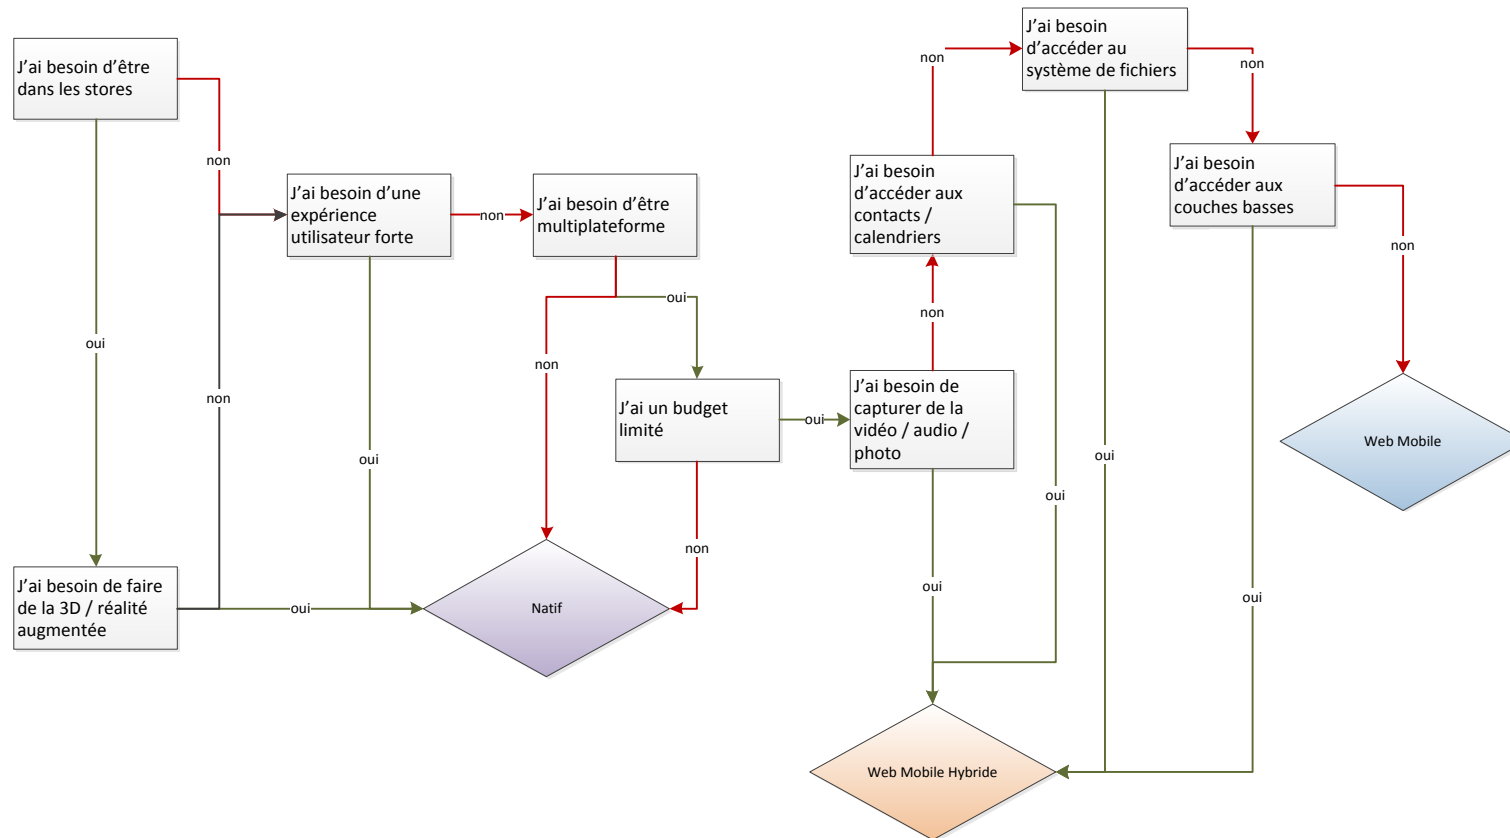 J’ai besoin d’être
dans les stores
non
oui
J’ai besoin de faire
de la 3D / réalité
augmentée
non
oui
J’ai besoin d’une
expérience
utilisateur forte
non
oui
J’ai besoin d’être
multiplateforme
oui
non
J’ai un budget
limité
oui
non
Natif
J’ai besoin de
capturer de la
vidéo / audio /
photo
non
oui
J’ai besoin
d’accéder aux
contacts /
calendriers
non
oui
J’ai besoin
d’accéder au
système de fichiers
non
oui
J’ai besoin
d’accéder aux
couches basses
non
oui
Web Mobile
Web Mobile Hybride